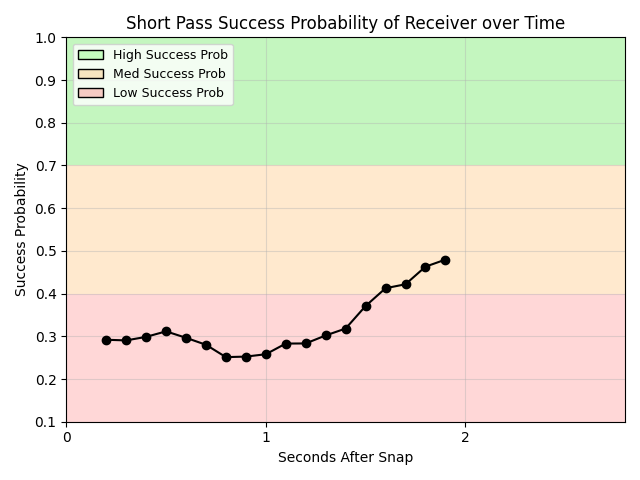 Short Pass Success Probability of Receiver over Time
High Success Prob
Med Success Prob
Low Success Prob
Success Probability
1.0
0.9
0.8
0.7
0.6
0.5
0.4
0.3
0.2
0.1
0 1 2
Seconds After Snap